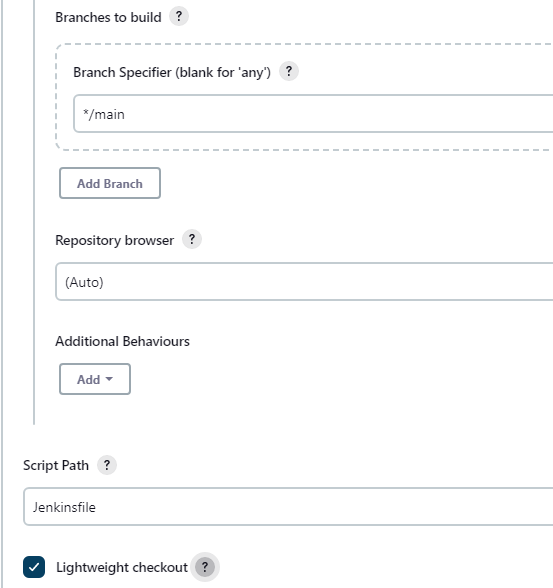 Branches to build ?
Branch Specifier (blank for 'any') ?
*/main
Add Branch
Repository browser ?
(Auto)
Additional Behaviours
Add
Script Path ?
Jenkinsfile
Lightweight checkout ?